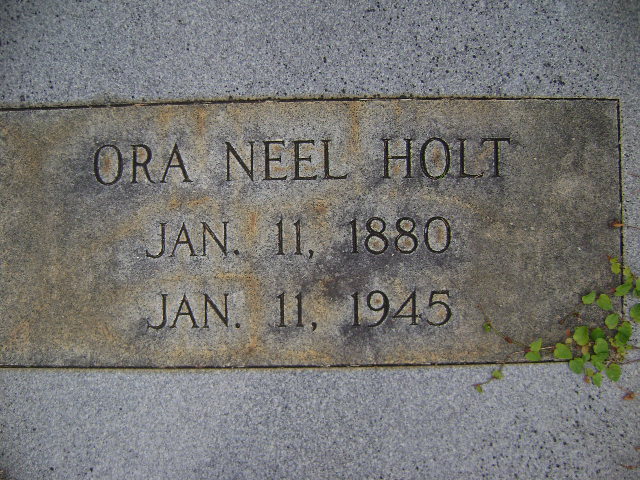 ORA NEEL HOLT
JAN. 11, 1880
JAN. 11, 1945